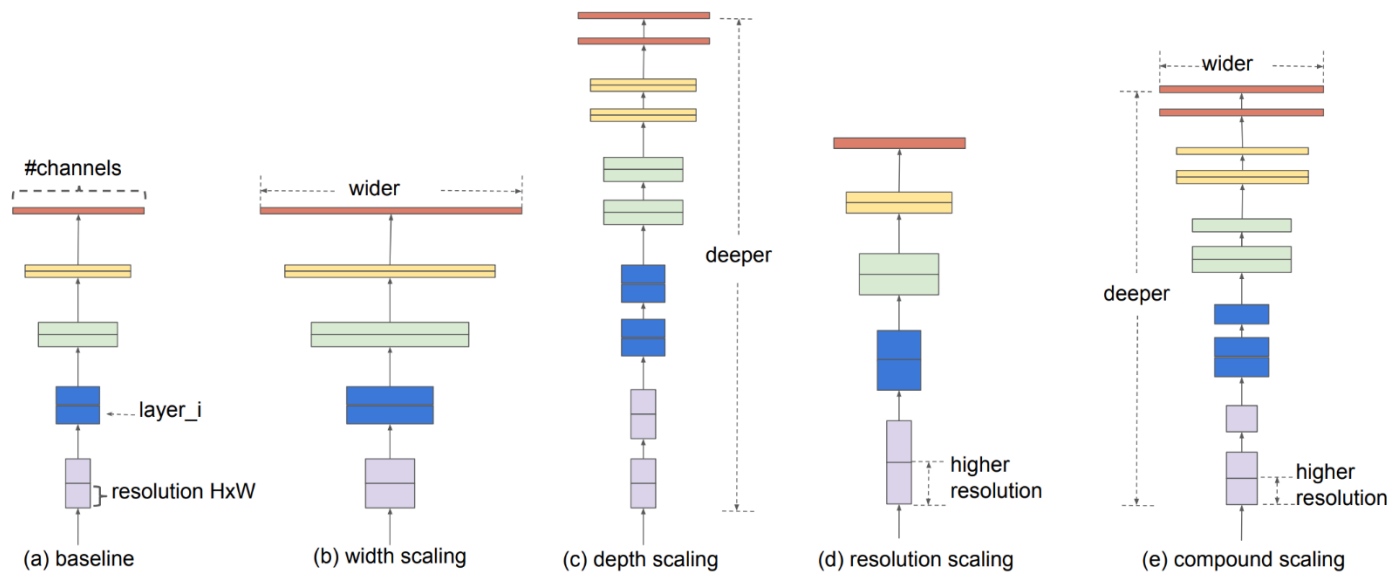 #channels
resolution HxW
layer_i
(a) baseline
wider
(b) width scaling
deeper
(c) depth scaling
higher
resolution
(d) resolution scaling
wider
deeper
higher
resolution
(e) compound scaling